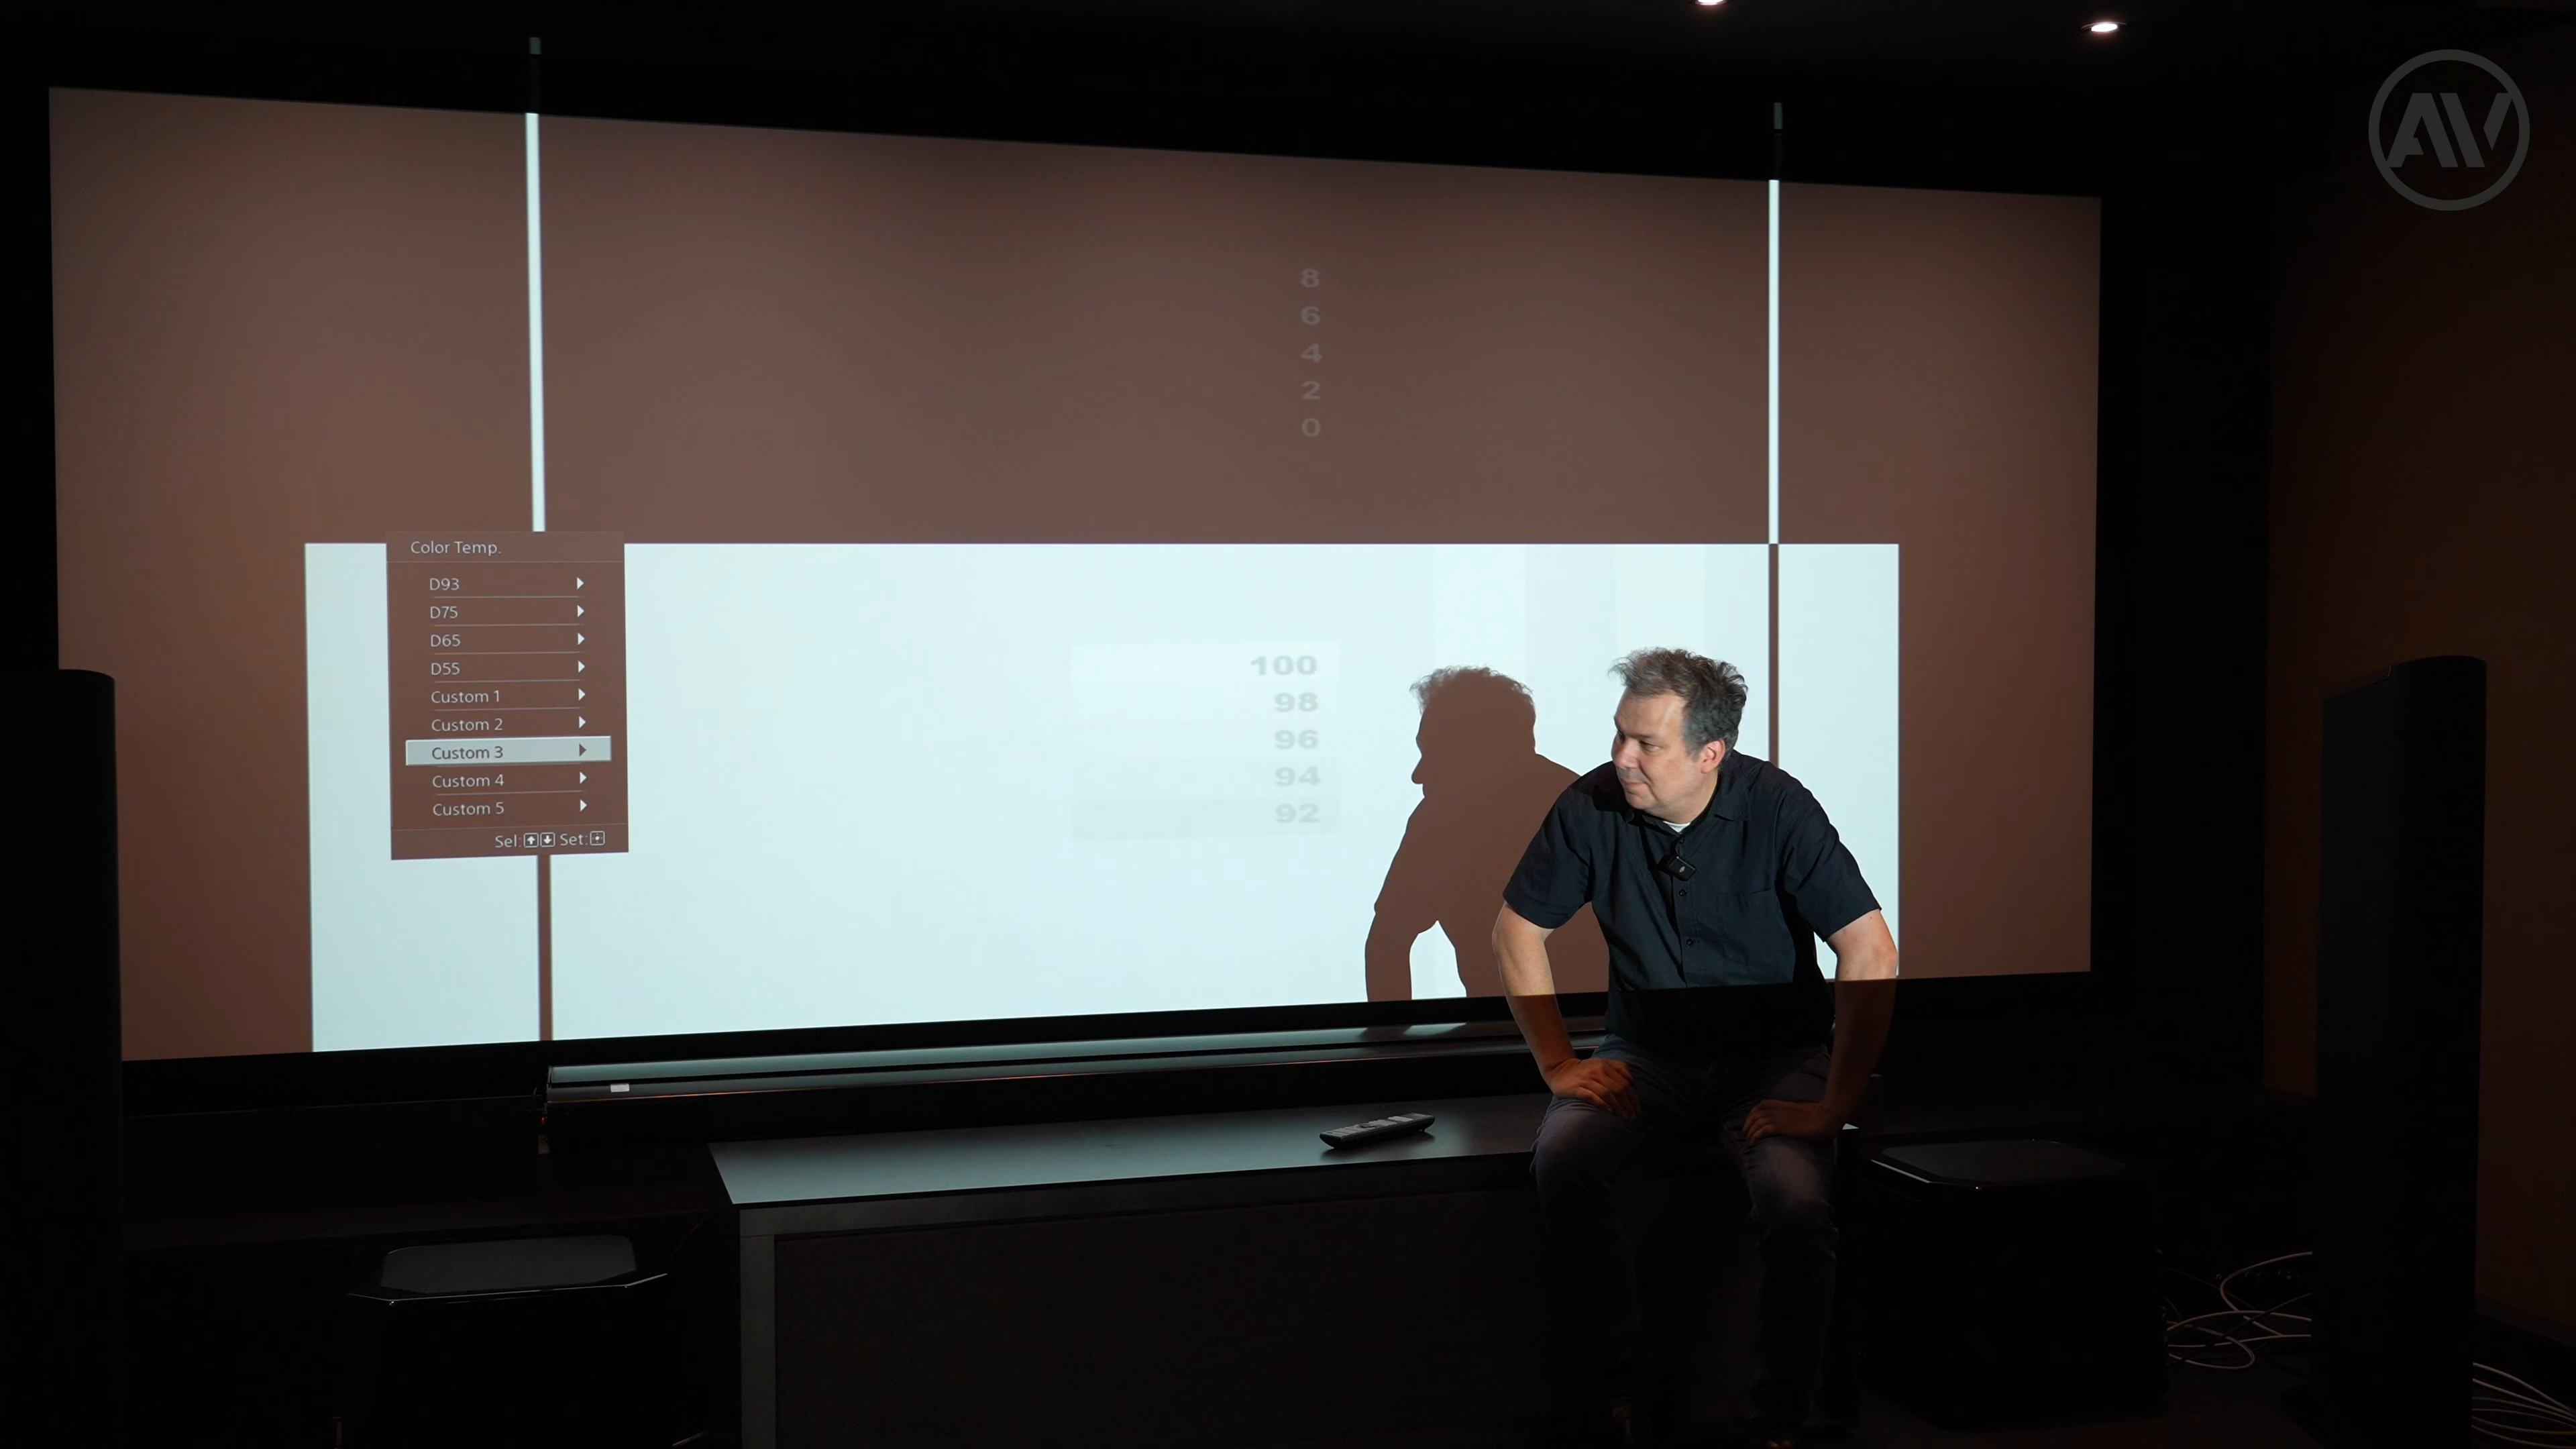 AV
8
6
4
2
0
Color Temp.
D93
D75
D65
D55
Custom 1
Custom 2
Custom 3
Custom 4
Custom 5
Sel: Set:
100
98
96
94
92